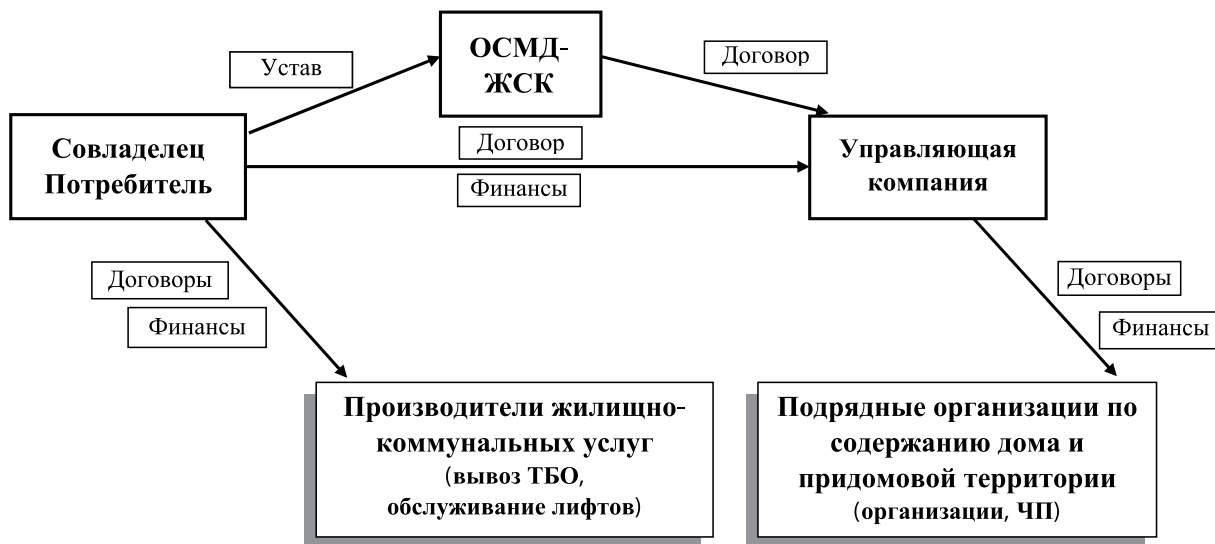 ОСМД-
ЖСК
Устав
Договор
Совладелец
Потребитель
Договор
Финансы
Управляющая
компания
Договоры
Финансы
Договоры
Финансы
Производители жилищно-
коммунальных услуг
(вывоз ТБО,
обслуживание лифтов)
Подрядные организации по
содержанию дома и
придомовой территории
(организации, ЧП)